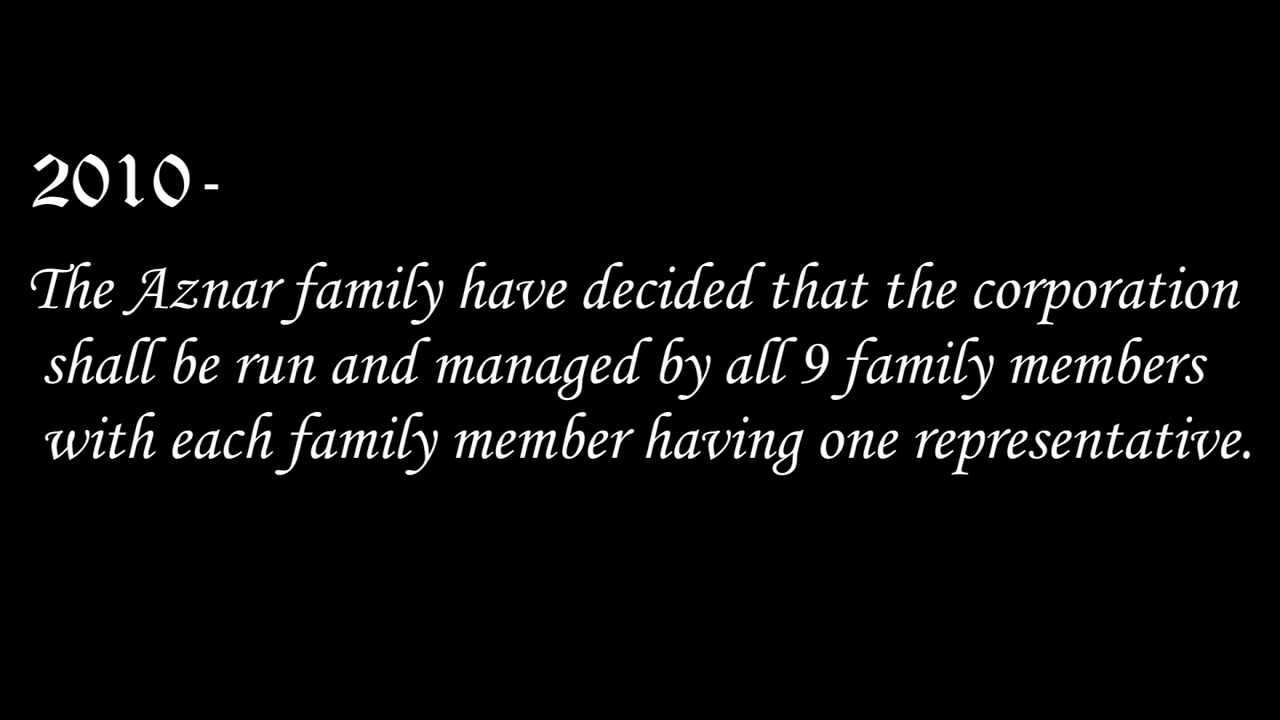 2010 -
The Aznar family have decided that the corporation
shall be run and managed by all 9 family members
with each family member having one representative.